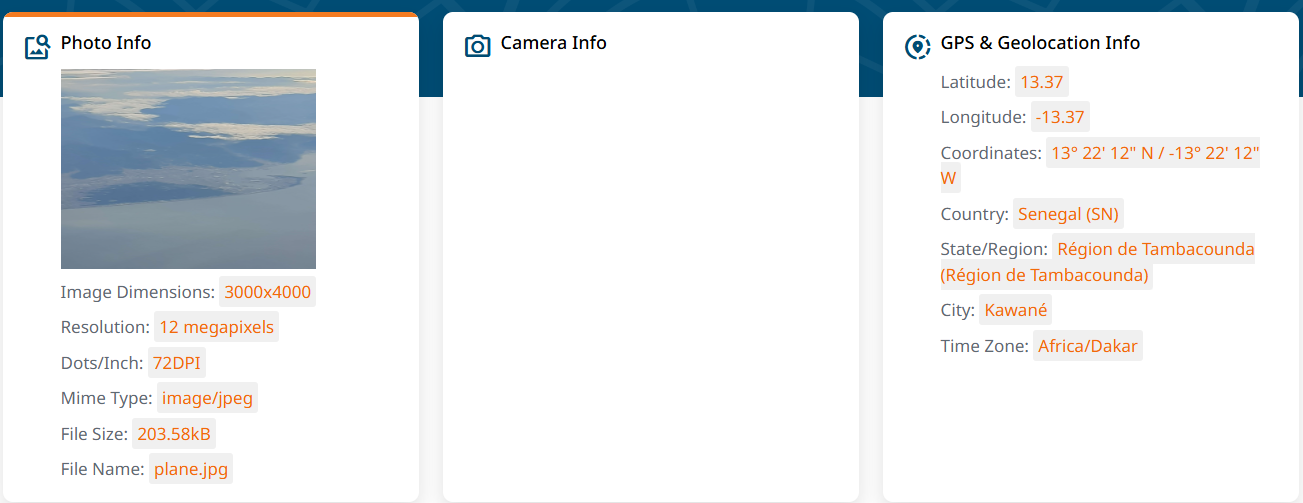 Photo Info
Image Dimensions: 3000x4000
Resolution: 12 megapixels
Dots/Inch: 72DPI
Mime Type: image/jpeg
File Size: 203.58kB
File Name: plane.jpg
Camera Info
GPS & Geolocation Info
Latitude: 13.37
Longitude: -13.37
Coordinates: 13° 22' 12" N / -13° 22' 12"
W
Country: Senegal (SN)
State/Region: Région de Tambacounda
(Région de Tambacounda)
City: Kawané
Time Zone: Africa/Dakar